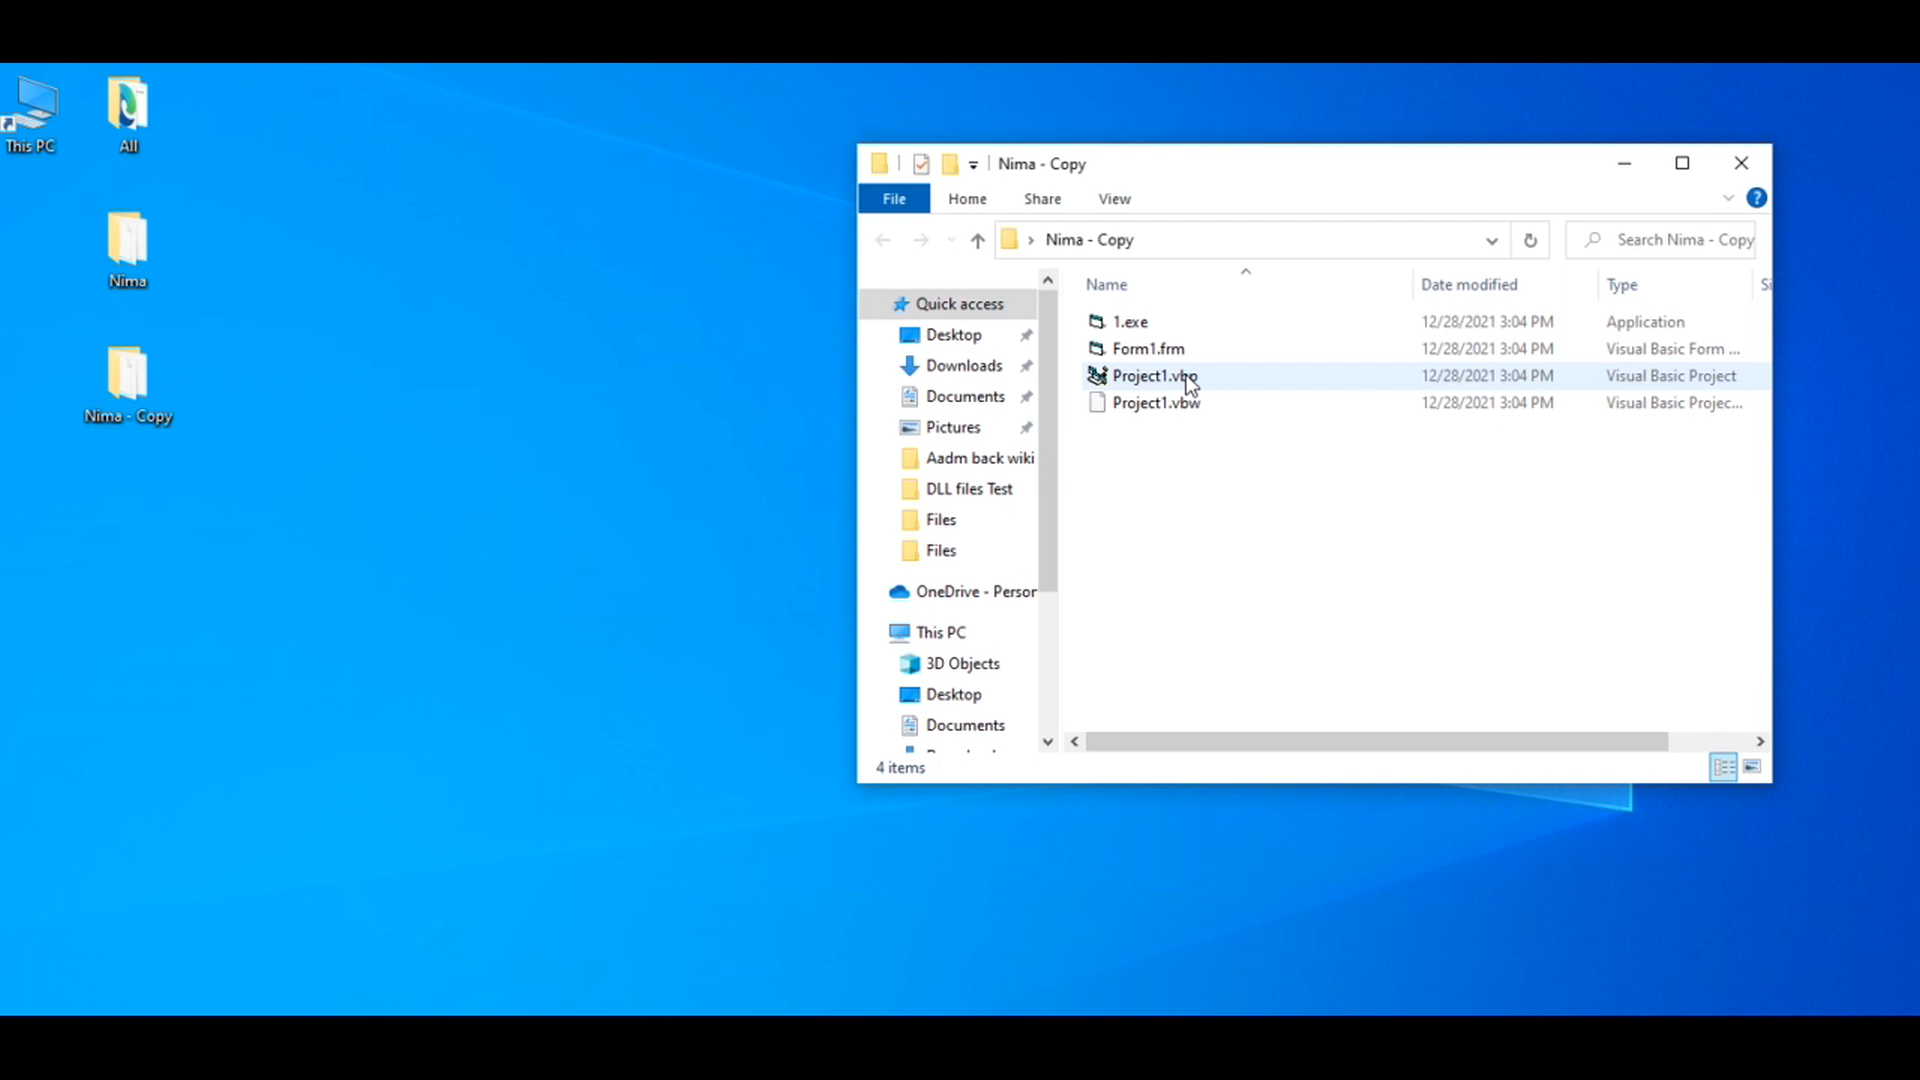 This PC
All
Nima
Nima - Copy
Nima - Copy
File Home Share View
Nima - Copy
Search Nima - Copy
Name Date modified Type
1.exe 12/28/2021 3:04 PM Application
Form1.frm 12/28/2021 3:04 PM Visual Basic Form ...
Project1.vbp 12/28/2021 3:04 PM Visual Basic Project
Project1.vbw 12/28/2021 3:04 PM Visual Basic Projec...
Quick access
Desktop
Downloads
Documents
Pictures
Aadm back wiki
DLL files Test
Files
Files
OneDrive - Person
This PC
3D Objects
Desktop
Documents
4 items